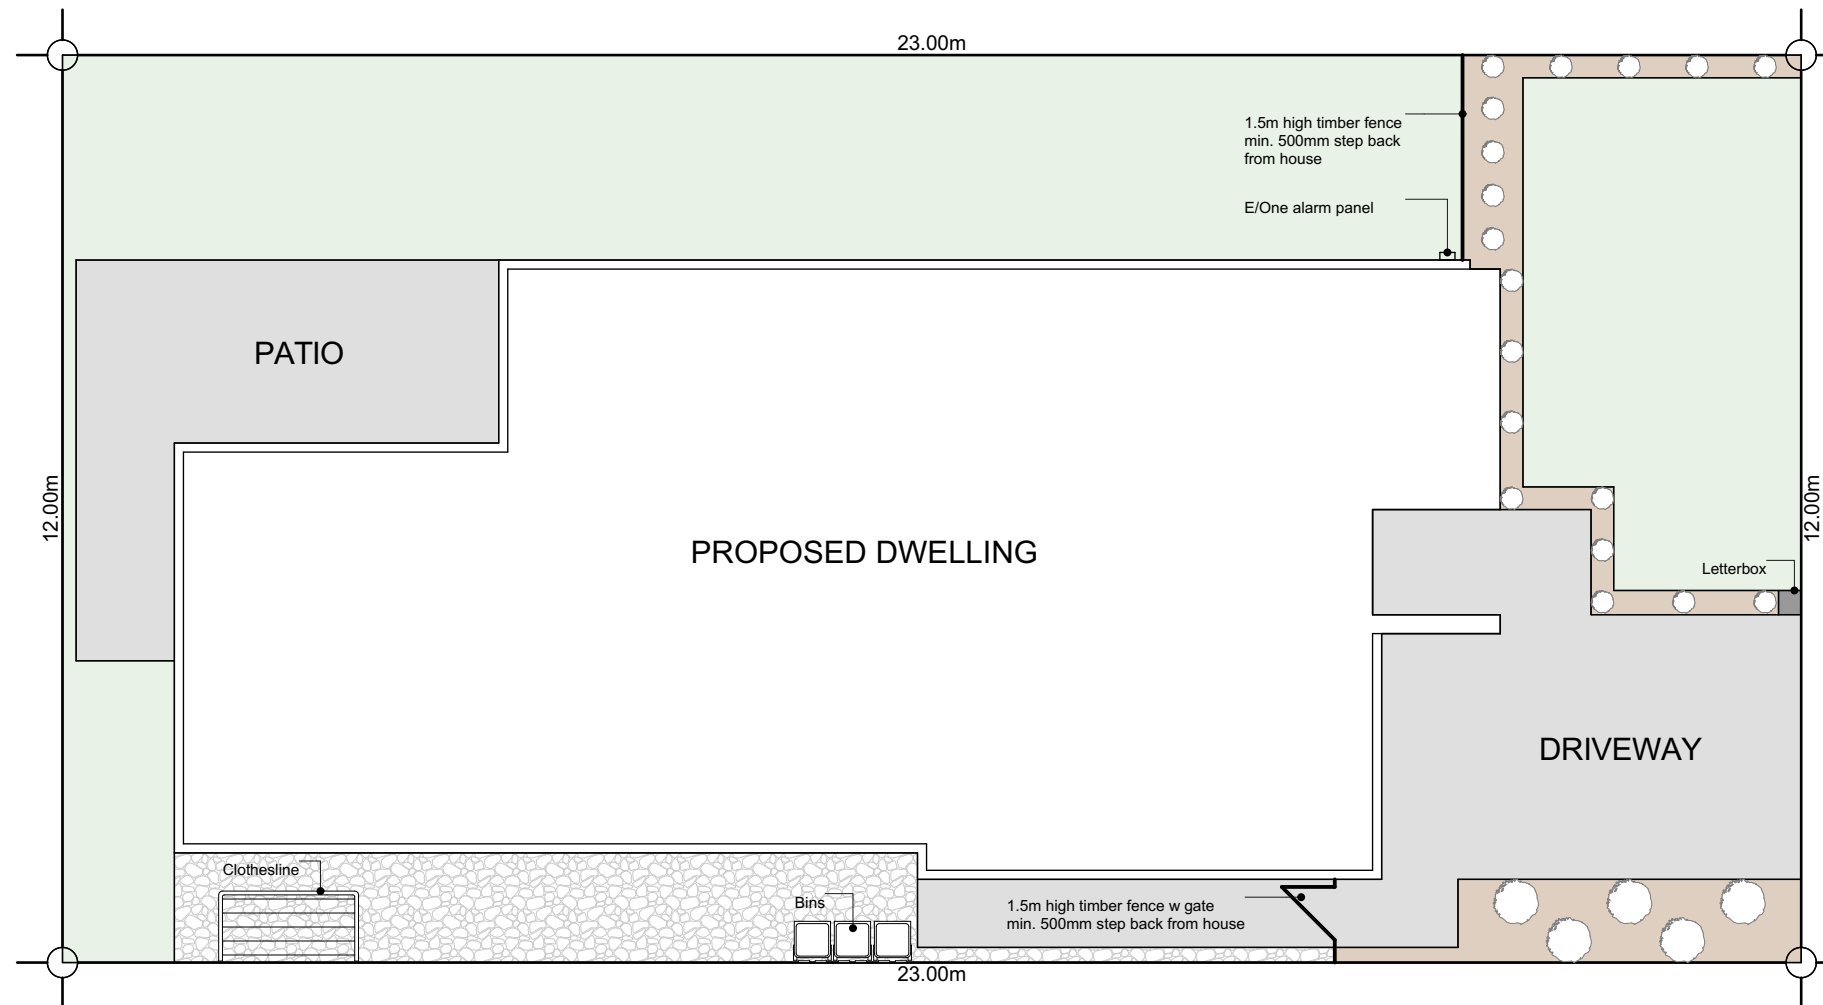 23.00m
1.5m high timber fence
min. 500mm step back
from house
E/One alarm panel
PATIO
12.00m
12.00m
PROPOSED DWELLING
Letterbox
DRIVEWAY
Clothesline
Bins
1.5m high timber fence w gate
min. 500mm step back from house
23.00m